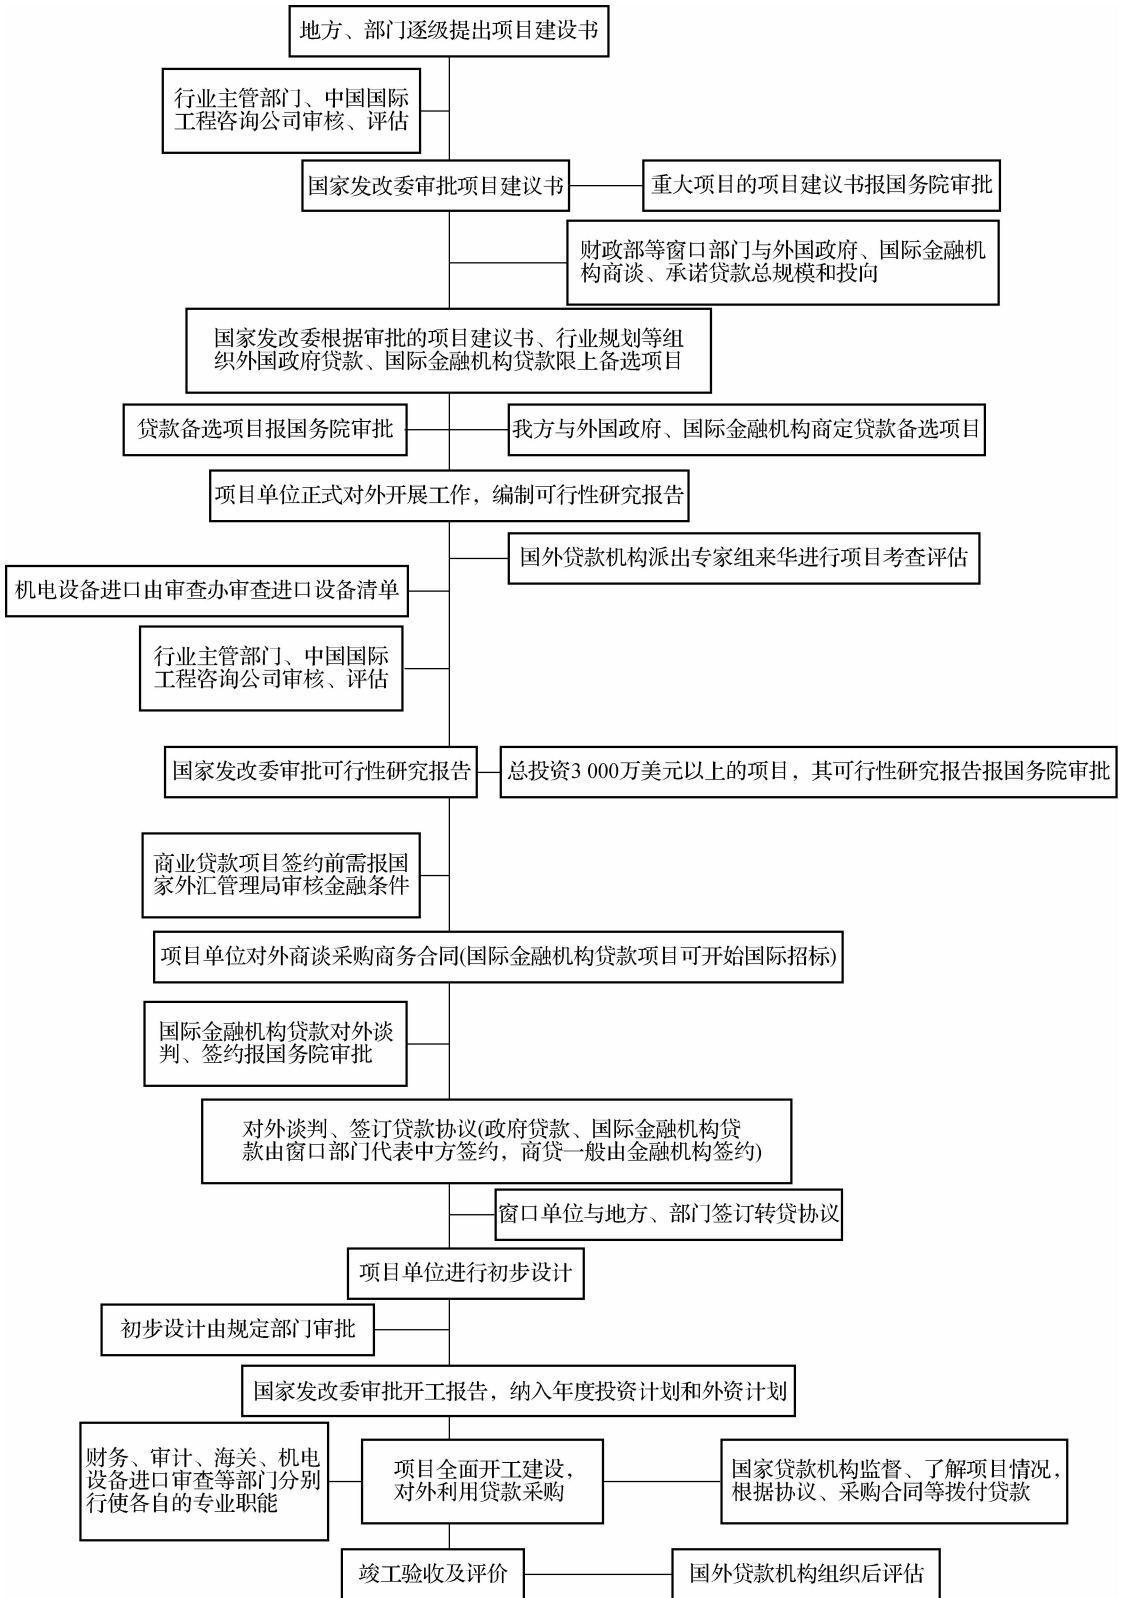 地方、部门逐级提出项目建设书
行业主管部门、中国国际
工程咨询公司审核、评估
国家发改委审批项目建议书
重大项目的项目建议书报国务院审批
财政部等窗口部门与外国政府、国际金融机
构商谈、承诺贷款总规模和投向
国家发改委根据审批的项目建议书、行业规划等组
织外国政府贷款、国际金融机构贷款限上备选项目
贷款备选项目报国务院审批
我方与外国政府、国际金融机构商定贷款备选项目
项目单位正式对外开展工作，编制可行性研究报告
国外贷款机构派出专家组来华进行项目考查评估
机电设备进口由审查办审查进口设备清单
行业主管部门、中国国际
工程咨询公司审核、评估
国家发改委审批可行性研究报告
总投资3 000万美元以上的项目，其可行性研究报告报国务院审批
商业贷款项目签约前需报国
家外汇管理局审核金融条件
项目单位对外商谈采购商务合同(国际金融机构贷款项目可开始国际招标)
国际金融机构贷款对外谈
判、签约报国务院审批
对外谈判、签订贷款协议(政府贷款、国际金融机构贷
款由窗口部门代表中方签约，商贷一般由金融机构签约)
窗口单位与地方、部门签订转贷协议
项目单位进行初步设计
初步设计由规定部门审批
国家发改委审批开工报告，纳入年度投资计划和外资计划
财务、审计、海关、机电
设备进口审查等部门分别
行使各自的专业职能
项目全面开工建设，
对外利用贷款采购
国家贷款机构监督、了解项目情况，
根据协议、采购合同等拨付贷款
竣工验收及评价
国外贷款机构组织后评估